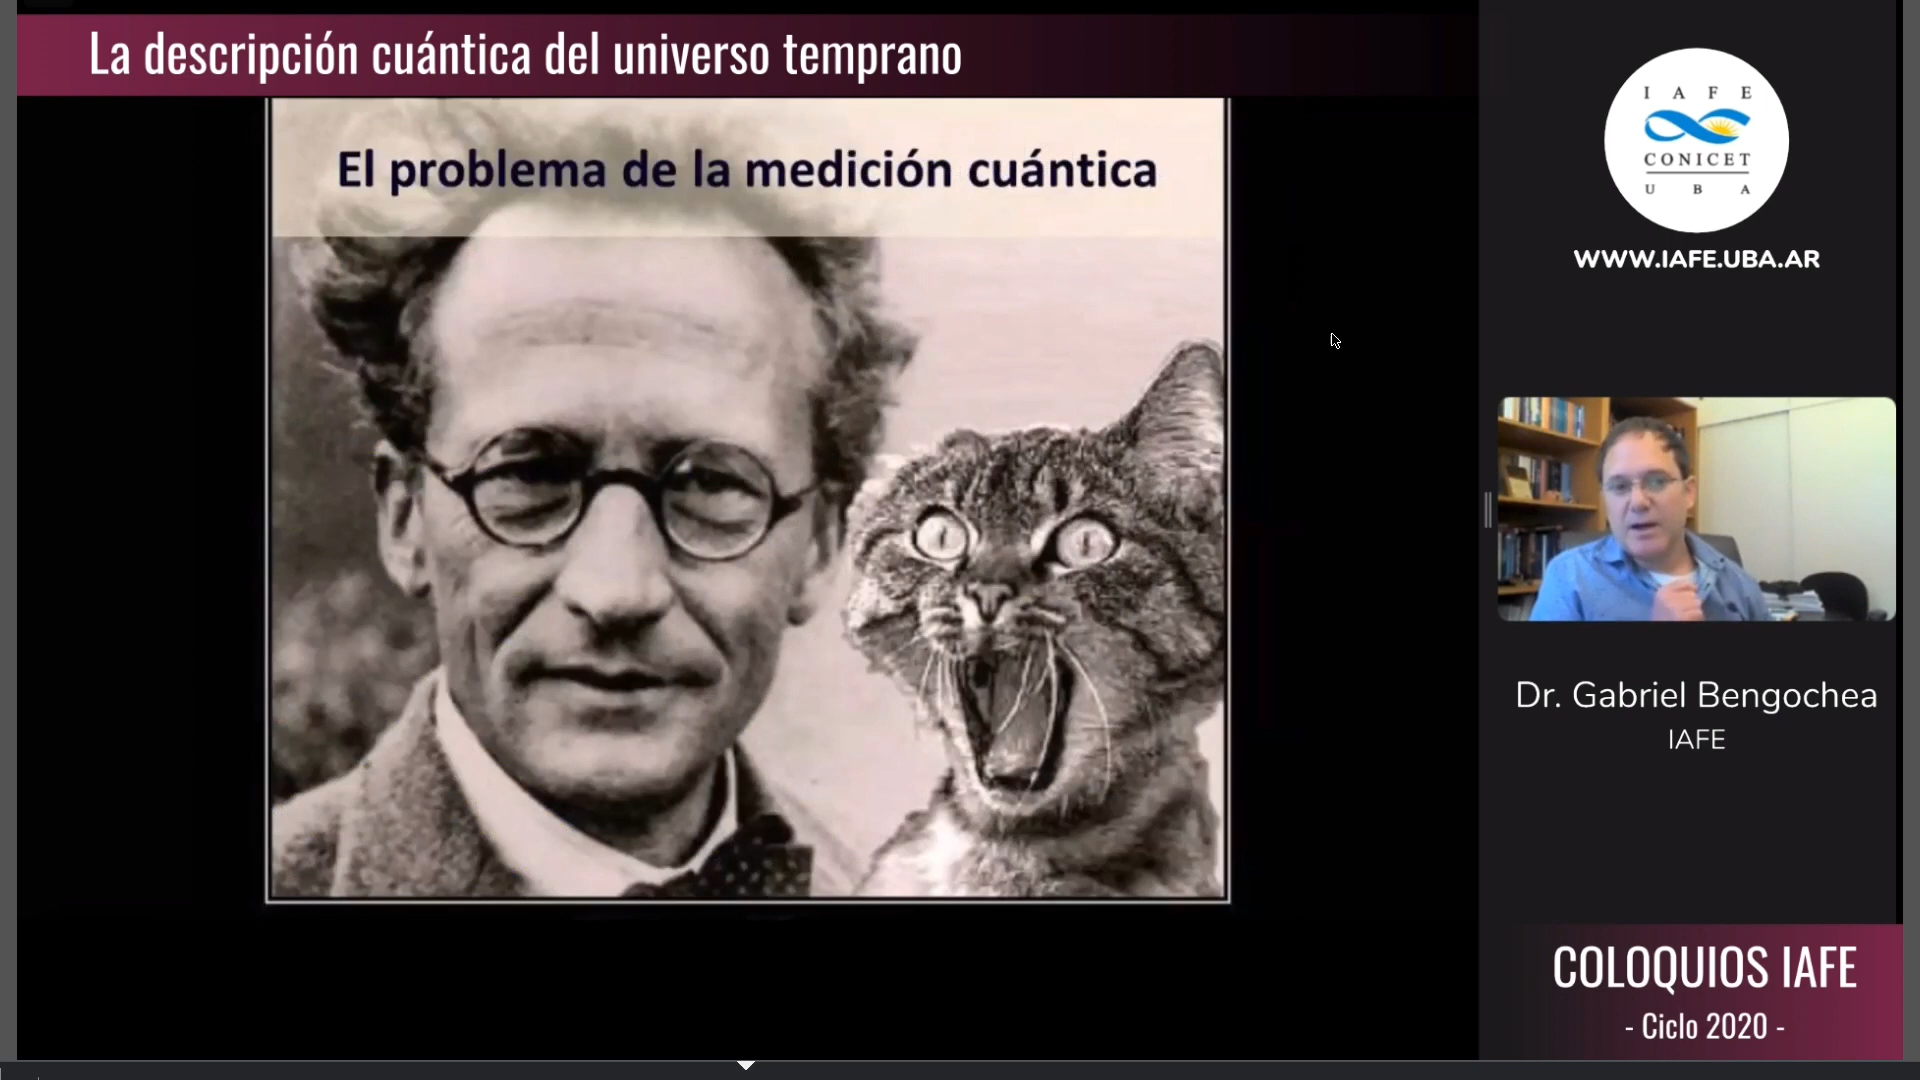 La descripción cuántica del universo temprano
El problema de la medición cuántica
I A F E
CONICET
U B A
WWW.IAFE.UBA.AR
Dr. Gabriel Bengochea
IAFE
COLOQUIOS IAFE
- Ciclo 2020 -